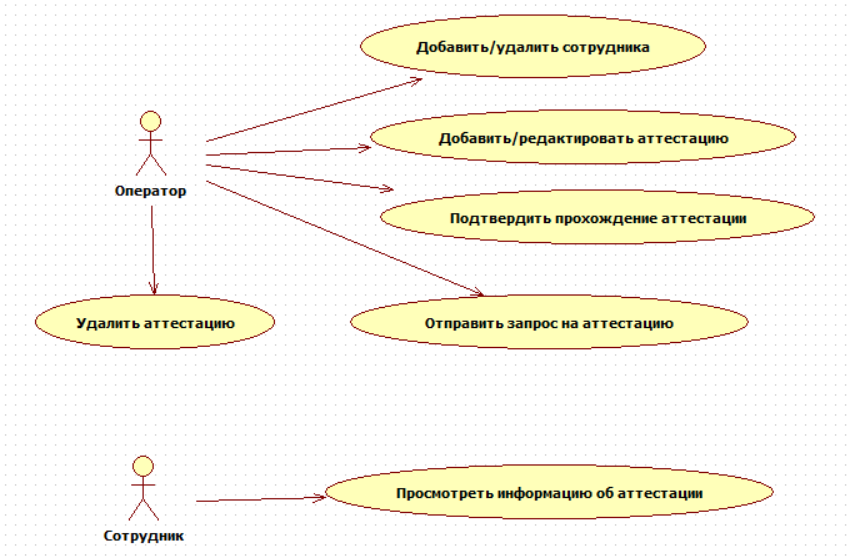 Добавить/удалить сотрудника
Добавить/редактировать аттестацию
Оператор
Подтвердить прохождение аттестации
Удалить аттестацию
Отправить запрос на аттестацию
Просмотреть информацию об аттестации
Сотрудник